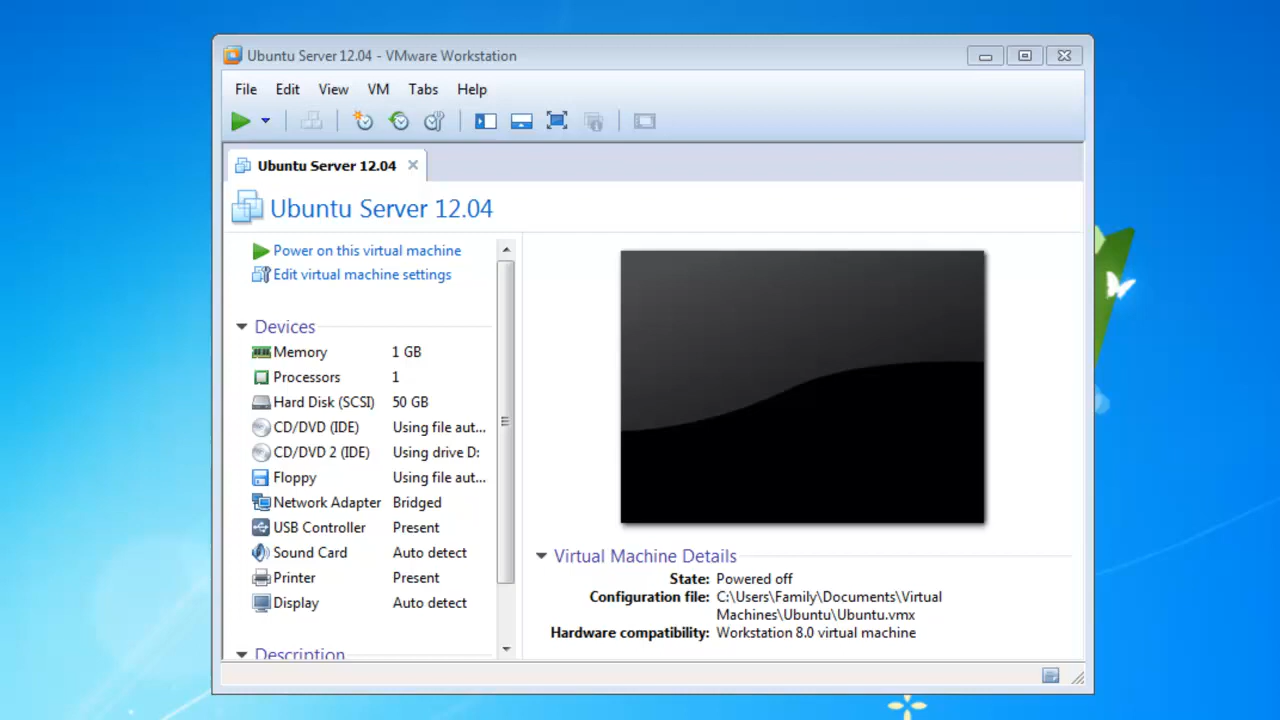 Ubuntu Server 12.04 - VMware Workstation
File Edit View VM Tabs Help
Ubuntu Server 12.04
Ubuntu Server 12.04
Power on this virtual machine
Edit virtual machine settings
Devices
Memory 1 GB
Processors 1
Hard Disk (SCSI) 50 GB
CD/DVD (IDE) Using file aut...
CD/DVD 2 (IDE) Using drive D:
Floppy Using file aut...
Network Adapter Bridged
USB Controller Present
Sound Card Auto detect
Printer Present
Display Auto detect
Description
Virtual Machine Details
State: Powered off
Configuration file: C:\Users\Family\Documents\Virtual
Machines\Ubuntu\Ubuntu.vmx
Hardware compatibility: Workstation 8.0 virtual machine